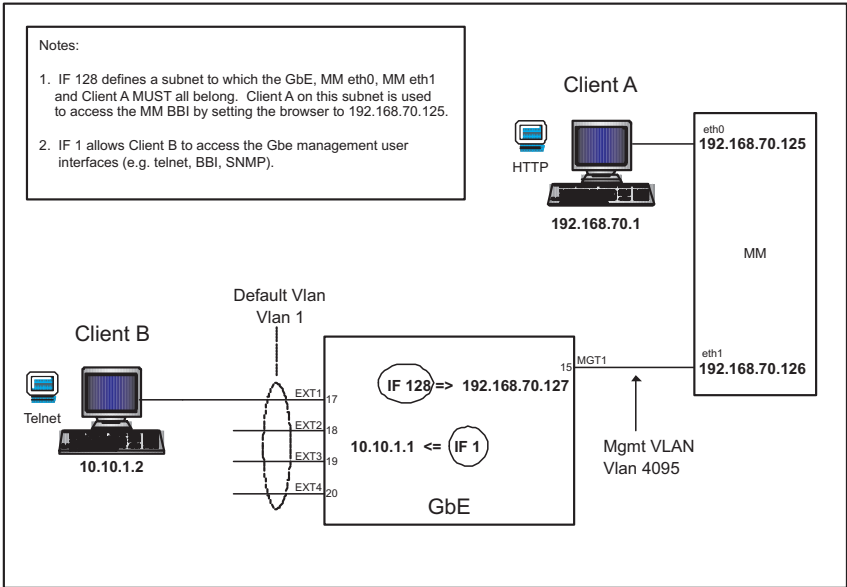 Notes:
1. IF 128 defines a subnet to which the GbE, MM eth0, MM eth1
and Client A MUST all belong. Client A on this subnet is used
to access the MM BBI by setting the browser to 192.168.70.125.
2. IF 1 allows Client B to access the Gbe management user
interfaces (e.g. telnet, BBI, SNMP).
Client A
HTTP
192.168.70.1
eth0
192.168.70.125
MM
eth1
192.168.70.126
Default Vlan
Vlan 1
Client B
Telnet
10.10.1.2
EXT1
17
EXT2
18
EXT3
19
EXT4
20
IF 128 => 192.168.70.127
10.10.1.1 <= IF 1
GbE
15
MGT1
Mgmt VLAN
Vlan 4095